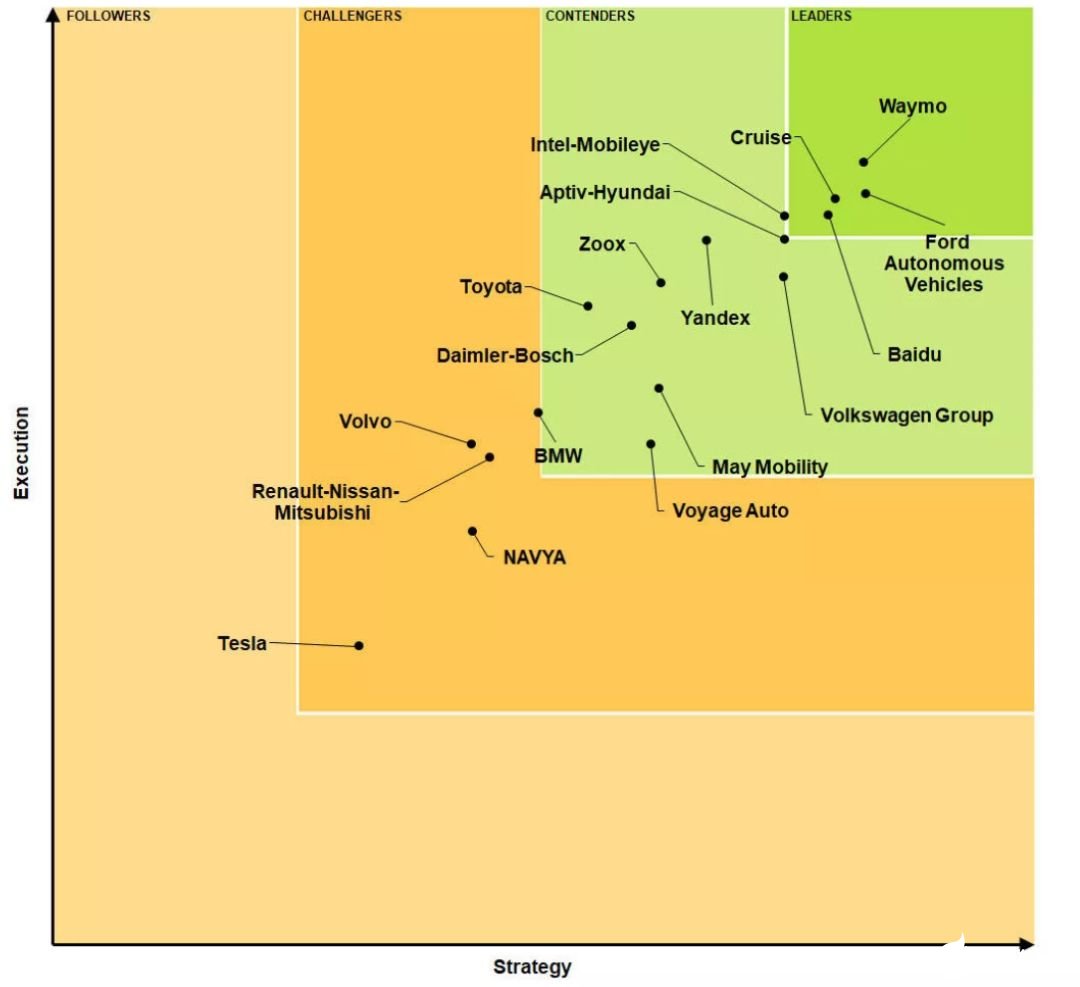 FOLLOWERS
CHALLENGERS
CONTENDERS
LEADERS
Waymo
Cruise
Intel-Mobileye
Aptiv-Hyundai
Zoox
Ford
Autonomous
Vehicles
Toyota
Yandex
Daimler-Bosch
Baidu
Volkswagen Group
Volvo
BMW
May Mobility
Renault-Nissan-
Mitsubishi
Voyage Auto
NAVYA
Tesla
Execution
Strategy